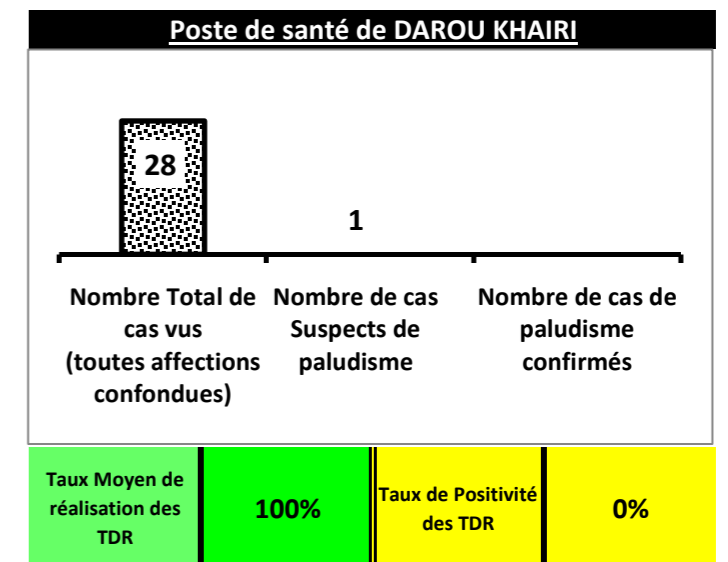 Poste de santé de DAROU KHAIRI
28
1
Nombre Total de
cas vus
(toutes affections
confondues)
Nombre de cas
Suspects de
paludisme
Nombre de cas de
paludisme
confirmés
Taux Moyen de
réalisation des
TDR
100%
Taux de Positivité
des TDR
0%